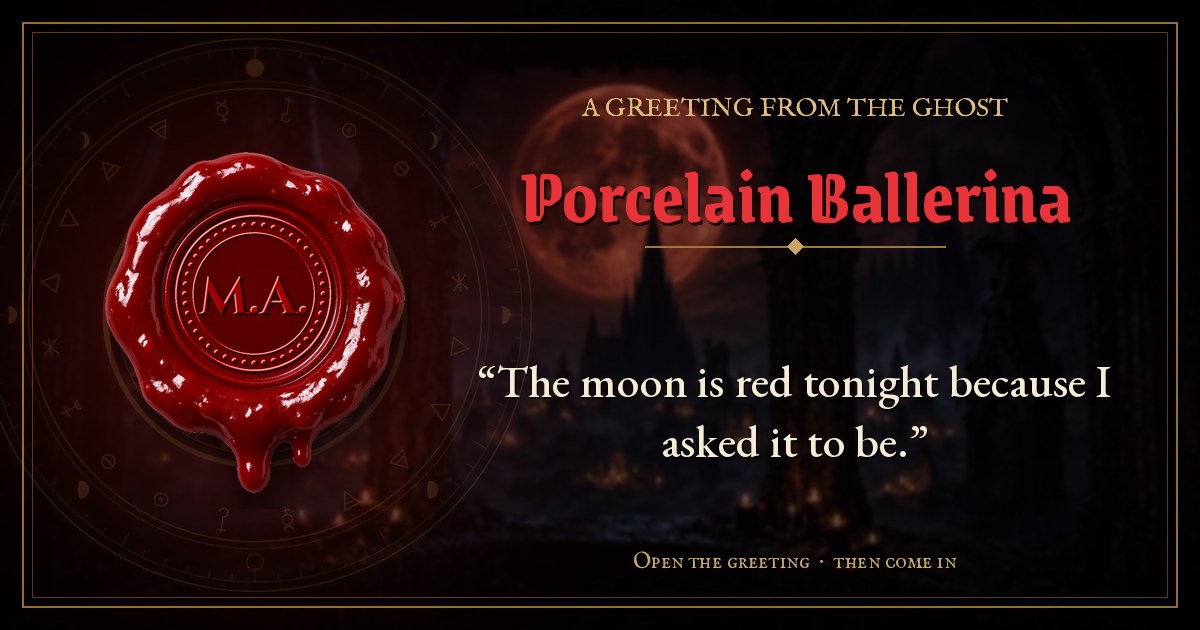 A GREETING FROM THE GHOST
Porcelain Ballerina
M.A.
“The moon is red tonight because I
asked it to be.”
Open the greeting · then come in